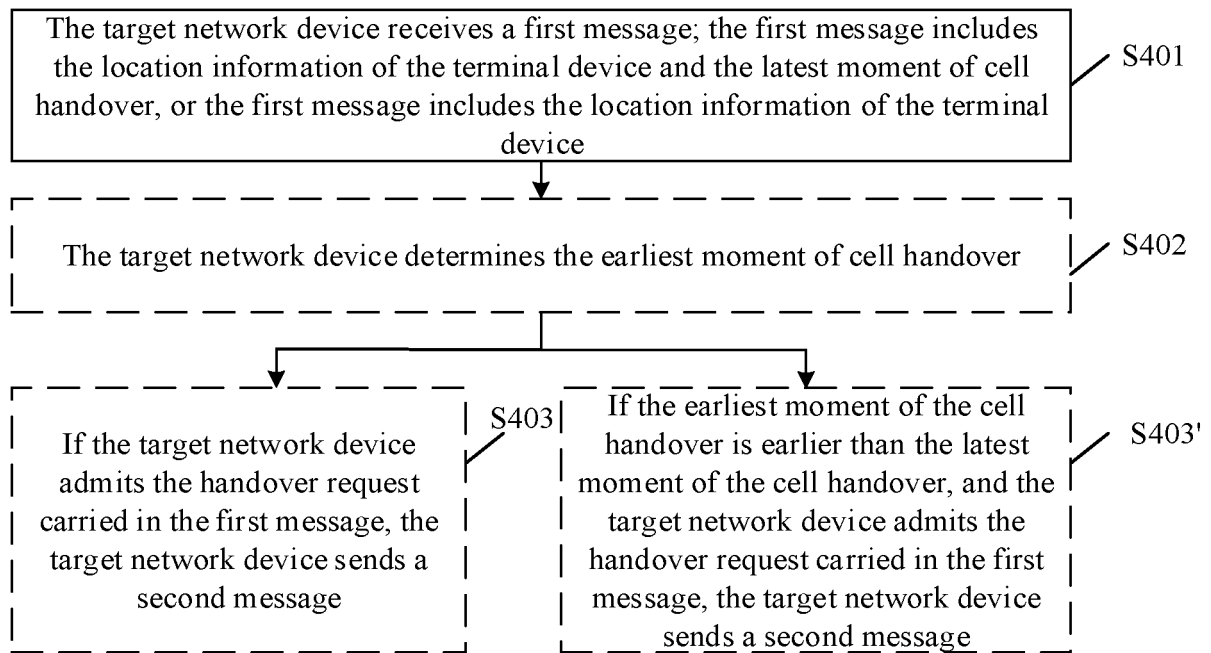 The target network device receives a first message; the first message includes
the location information of the terminal device and the latest moment of cell
handover, or the first message includes the location information of the terminal
device
S401
The target network device determines the earliest moment of cell handover
S402
If the target network device
admits the handover request
carried in the first message, the
target network device sends a
second message
S403
If the earliest moment of the cell
handover is earlier than the latest
moment of the cell handover, and the
target network device admits the
handover request carried in the first
message, the target network device
sends a second message
S403'